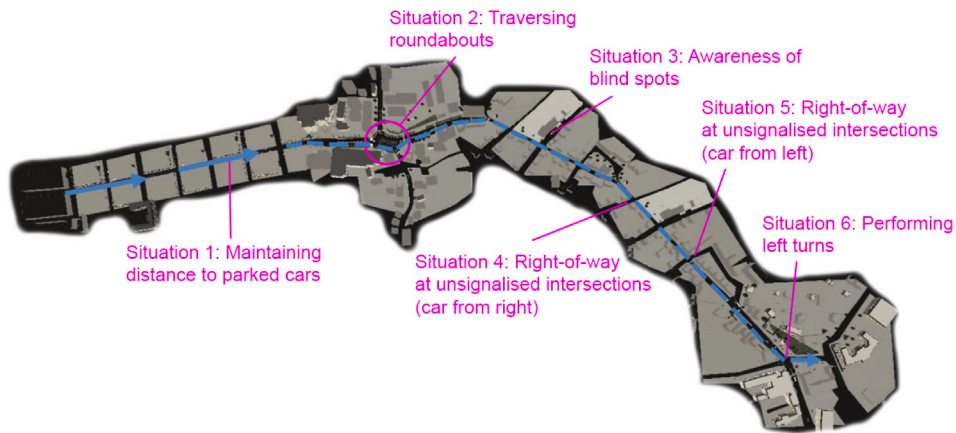 Situation 2: Traversing
roundabouts
Situation 3: Awareness of
blind spots
Situation 5: Right-of-way
at unsignalised intersections
(car from left)
Situation 6: Performing
left turns
Situation 1: Maintaining
distance to parked cars
Situation 4: Right-of-way
at unsignalised intersections
(car from right)